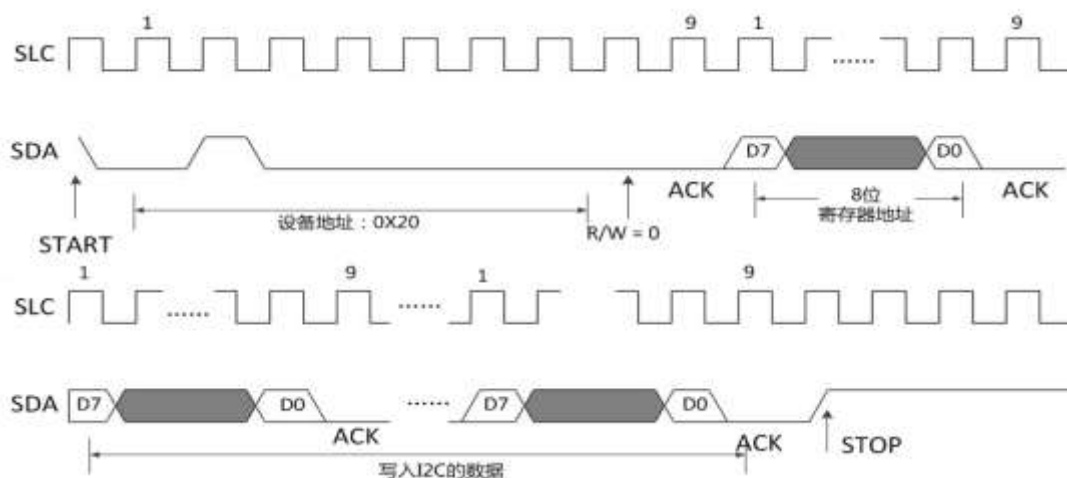 1 9 1 9
SLC
......
SDA
D7 D0
ACK 8位 ACK
设备地址：0X20 寄存器地址
START R/W = 0
1 9 1 9
SLC
...... ......
SDA D7 D0 ...... D7 D0
ACK ACK STOP
写入I2C的数据